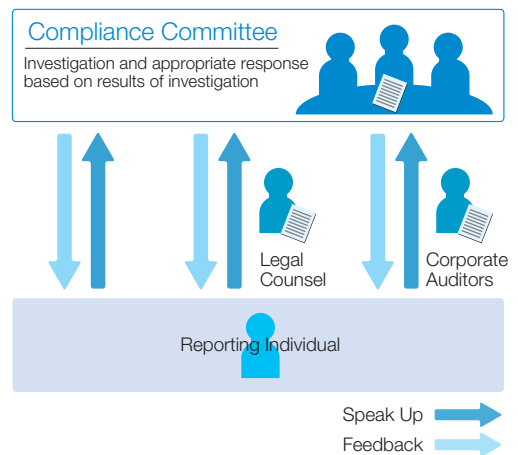 Compliance Committee
Investigation and appropriate response
based on results of investigation
Legal
Counsel
Corporate
Auditors
Reporting Individual
Speak Up
Feedback